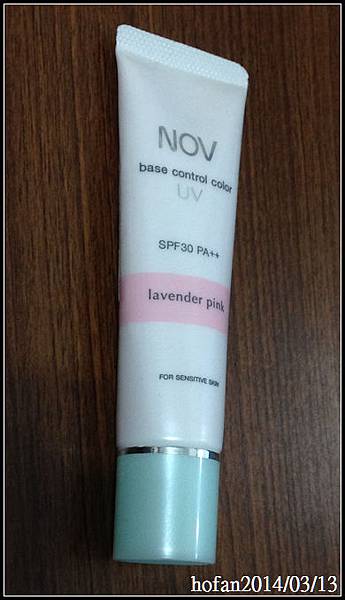 NOV
base control color
UV
SPF30 PA++
lavender pink
FOR SENSITIVE SKIN
hofan2014/03/13